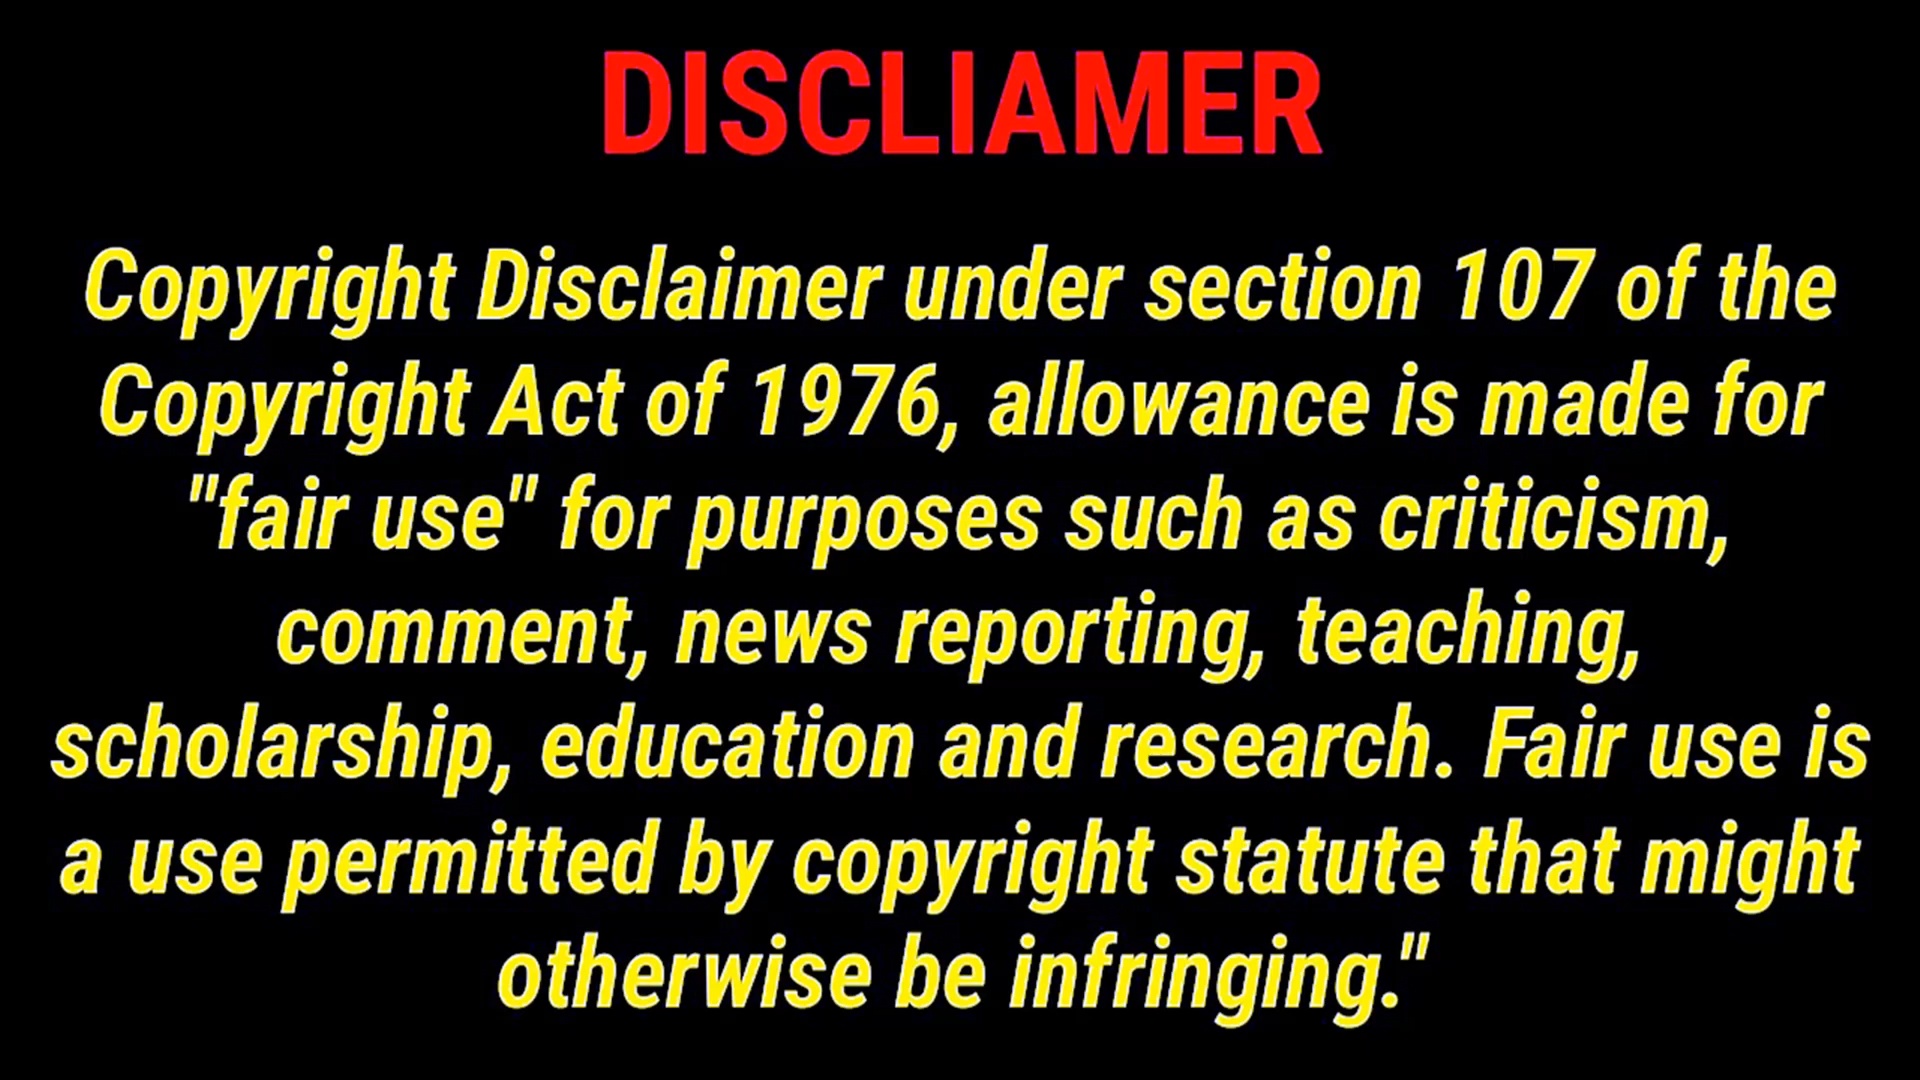 DISCLIAMER
Copyright Disclaimer under section 107 of the
Copyright Act of 1976, allowance is made for
"fair use" for purposes such as criticism,
comment, news reporting, teaching,
scholarship, education and research. Fair use is
a use permitted by copyright statute that might
otherwise be infringing."